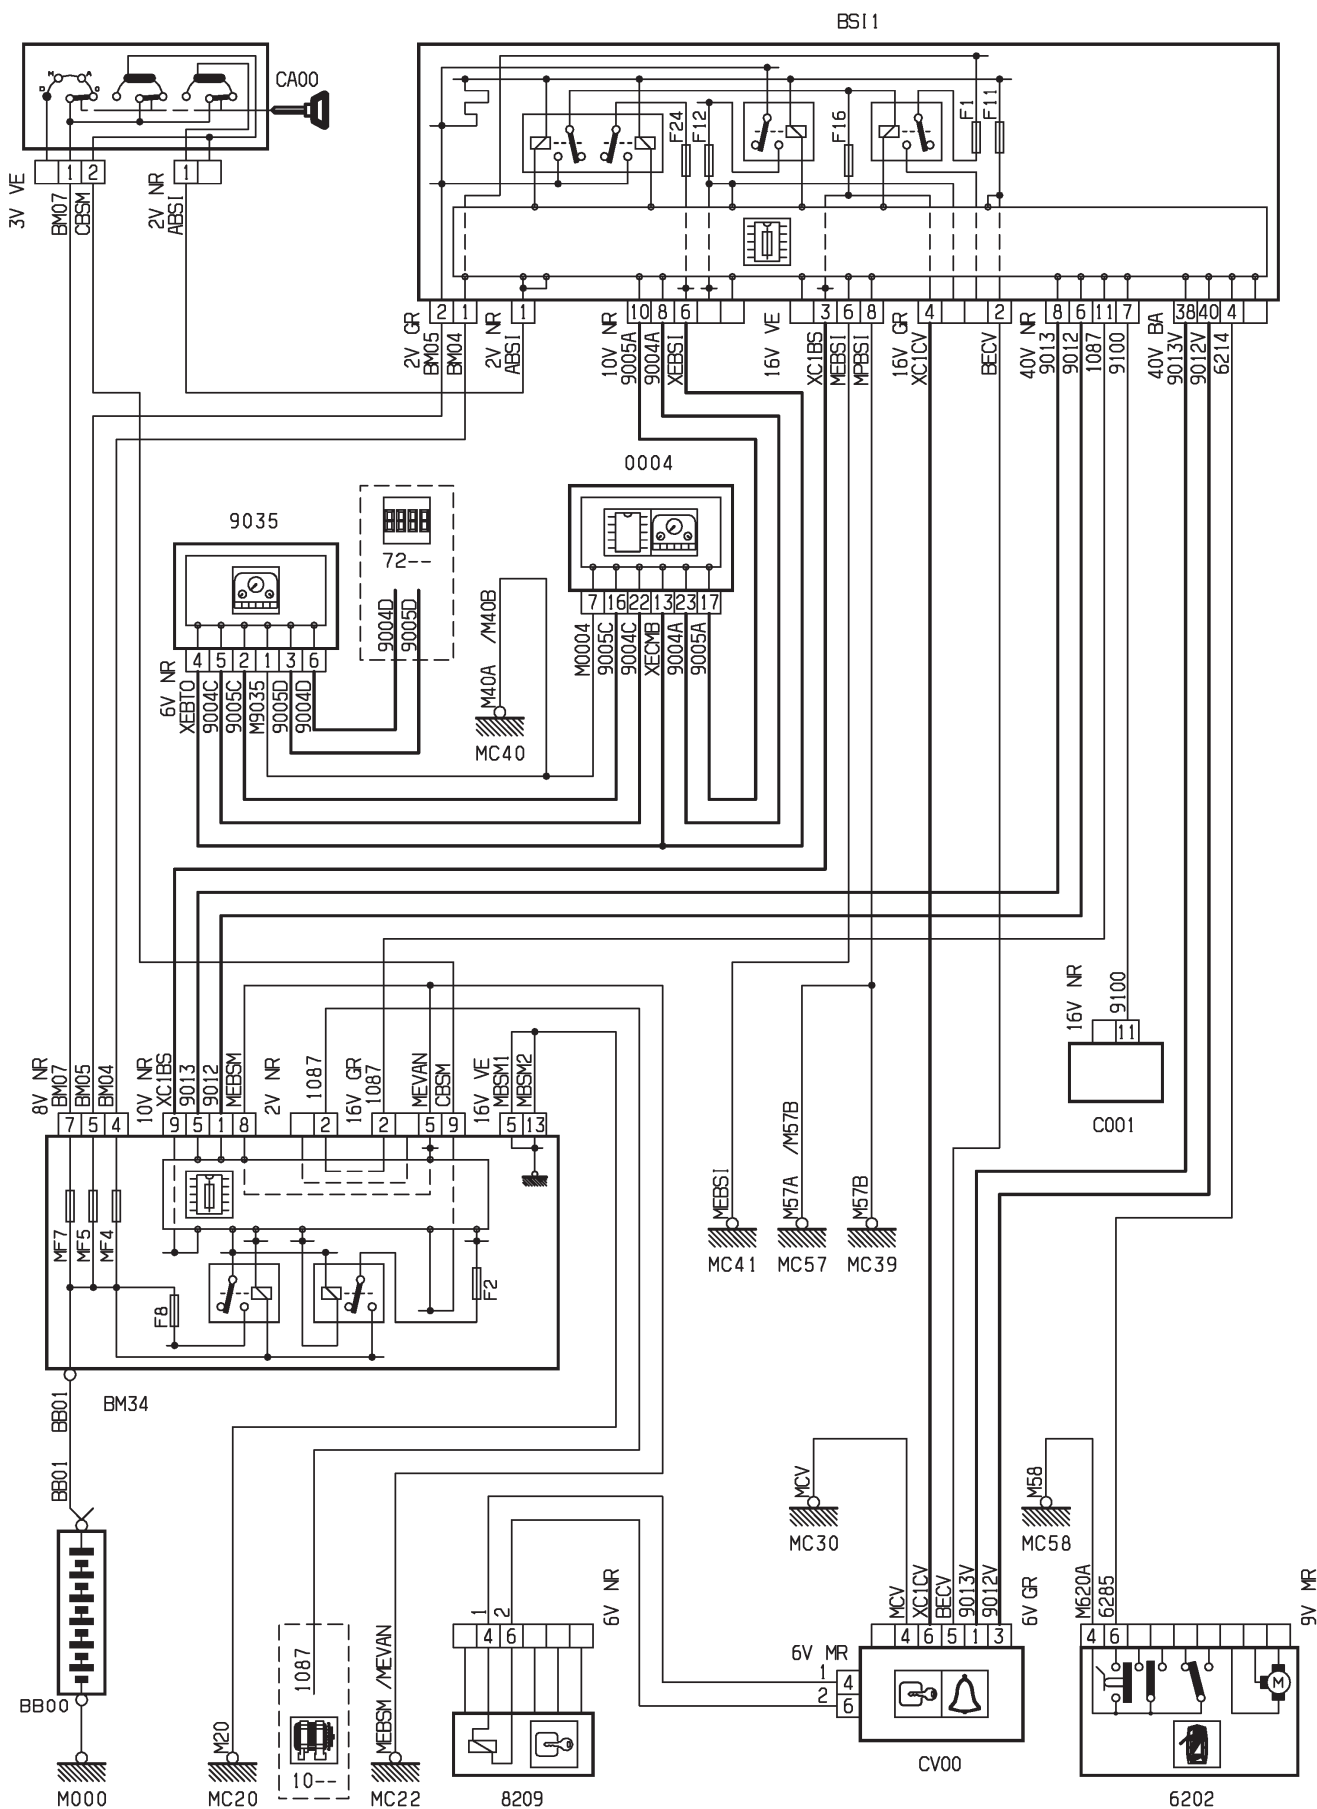 BSI1
CA00
M
A
D
3V VE
1
2
BM07
CBSM
2V NR
1
ABSI
F24
F12
F16
F1
F11
2V GR
2
1
BM05
BM04
2V NR
1
ABSI
10V NR
10
8
6
9005A
9004A
XEBSI
16V VE
3
6
8
XC1BS
MEBSI
MPBSI
16V GR
4
2
XC1CV
BECV
40V NR
8
6
11
7
9013
9012
1087
9100
40V BA
38
40
4
9013V
9012V
6214
0004
7
16
22
13
23
17
M0004
9005C
9004C
XECMB
9004A
9005A
9035
6V NR
4
5
2
1
3
6
XEBTO
9004C
9005C
M9035
9005D
9004D
72--
9004D
9005D
M40A /M40B
MC40
16V NR
9100
11
C001
8V NR
BM07
BM05
BM04
7
5
4
10V NR
XC1BS
9013
9012
MEBSM
9
5
1
8
2V NR
1087
2
16V GR
1087
MEVAN
CBSM
2
5
9
16V VE
MBSM1
MBSM2
5
13
MF7
MF5
MF4
F8
F2
BM34
MEBSI
MC41
M57A /M57B
MC57
M57B
MC39
BB01
BB01
BB00
M000
M20
MC20
1087
10--
MEBSM /MEVAN
MC22
1
2
6V NR
4
6
8209
MCV
MC30
MCV
XC1CV
BECV
9013V
9012V
6V GR
4
6
5
1
3
6V MR
1
4
2
6
CV00
M58
MC58
M620A
6285
9V MR
4
6
M
6202